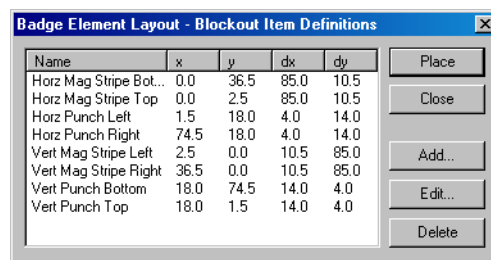 Badge Element Layout - Blockout Item Definitions
Name x y dx dy Place
Horz Mag Stripe Bot... 0.0 36.5 85.0 10.5
Horz Mag Stripe Top 0.0 2.5 85.0 10.5 Close
Horz Punch Left 1.5 18.0 4.0 14.0
Horz Punch Right 74.5 18.0 4.0 14.0
Vert Mag Stripe Left 2.5 0.0 10.5 85.0 Add...
Vert Mag Stripe Right 36.5 0.0 10.5 85.0
Vert Punch Bottom 18.0 74.5 14.0 4.0 Edit...
Vert Punch Top 18.0 1.5 14.0 4.0
Delete